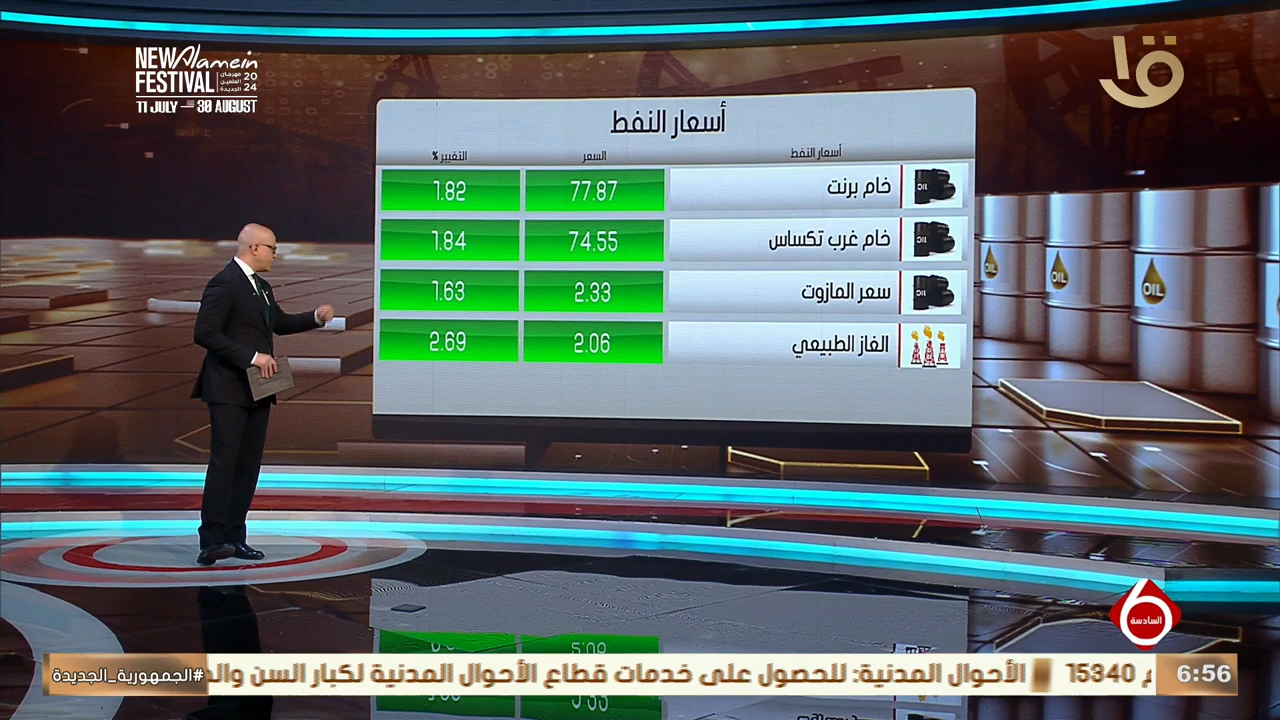 NEW Alamein
FESTIVAL
مهرجان
العلمين
الجديدة
20
24
11 JULY — 30 AUGUST
أسعار النفط
أسعار النفط السعر التغيير %
خام برنت 77.87 1.82
خام غرب تكساس 74.55 1.84
سعر المازوت 2.33 1.63
الغاز الطبيعي 2.06 2.69
OIL
OIL
OIL
6
السادسة
6:56
15340 الأحوال المدنية: للحصول على خدمات قطاع الأحوال المدنية لكبار السن
#الجمهورية_الجديدة